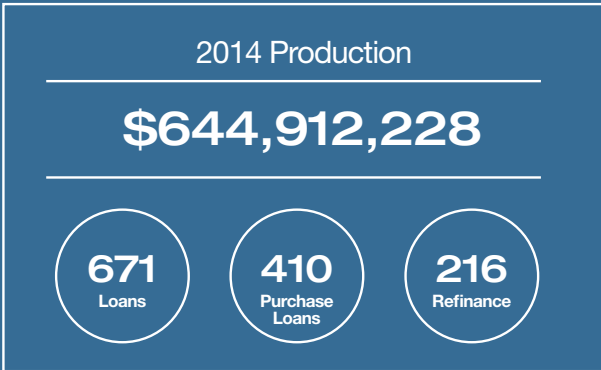 2014 Production
$644,912,228
671
Loans
410
Purchase
Loans
216
Refinance